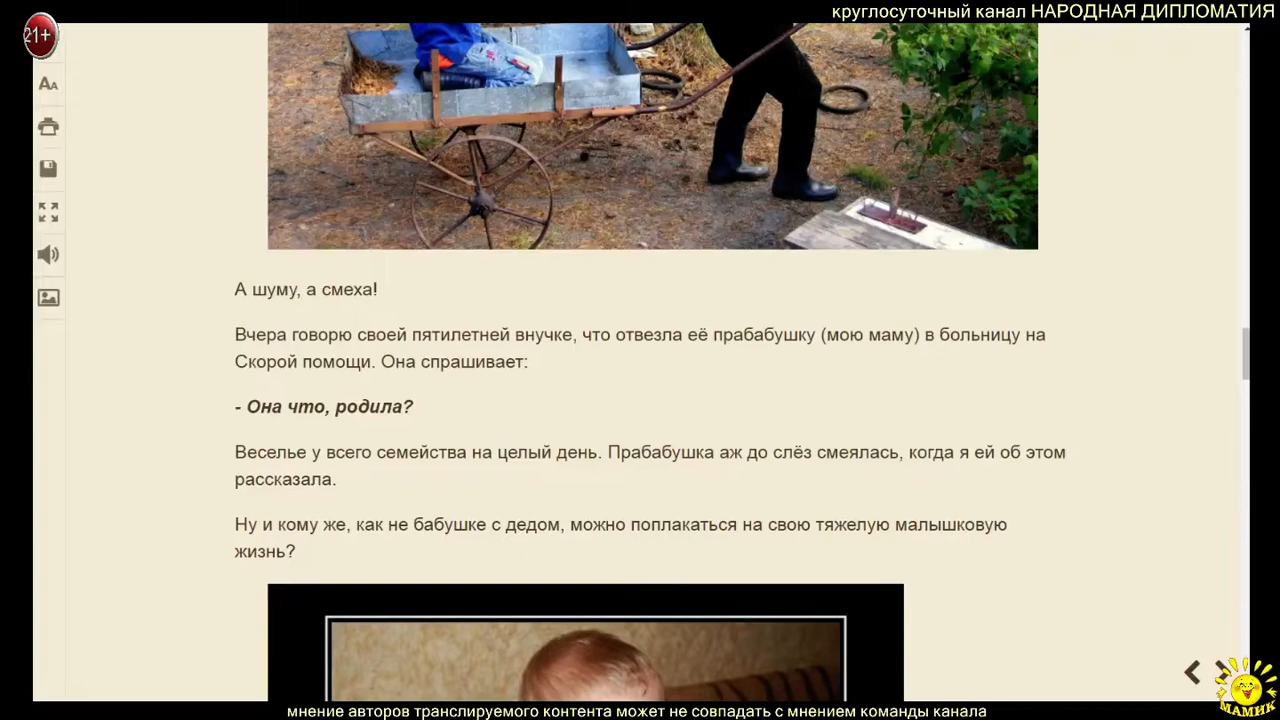 круглосуточный канал НАРОДНАЯ ДИПЛОМАТИЯ
21+
AA
А шуму, а смеха!
Вчера говорю своей пятилетней внучке, что отвезла её прабабушку (мою маму) в больницу на
Скорой помощи. Она спрашивает:
- Она что, родила?
Веселье у всего семейства на целый день. Прабабушка аж до слёз смеялась, когда я ей об этом
рассказала.
Ну и кому же, как не бабушке с дедом, можно поплакаться на свою тяжелую малышковую
жизнь?
МАМИК
мнение авторов транслируемого контента может не совпадать с мнением команды канала